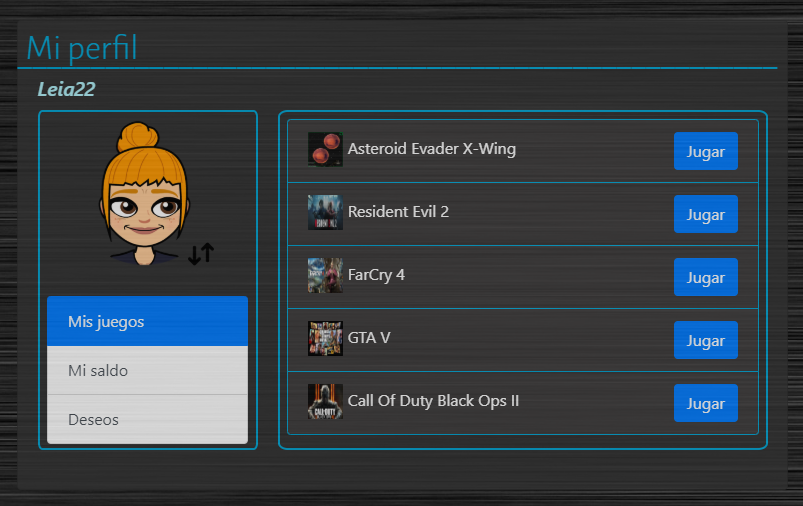 Mi perfil
Leia22
Mis juegos
Mi saldo
Deseos
Asteroid Evader X-Wing
Jugar
Resident Evil 2
Jugar
FarCry 4
Jugar
GTA V
Jugar
Call Of Duty Black Ops II
Jugar